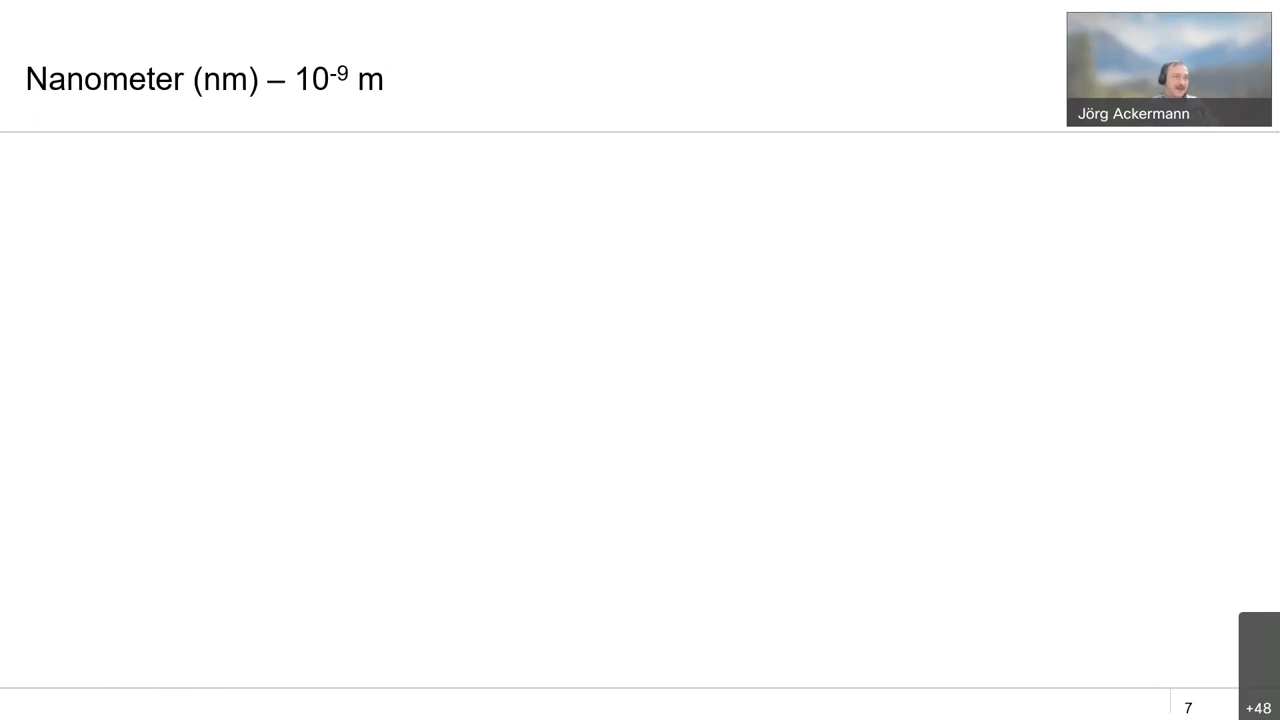 Nanometer (nm) – 10⁻⁹ m
Jörg Ackermann
7
+48